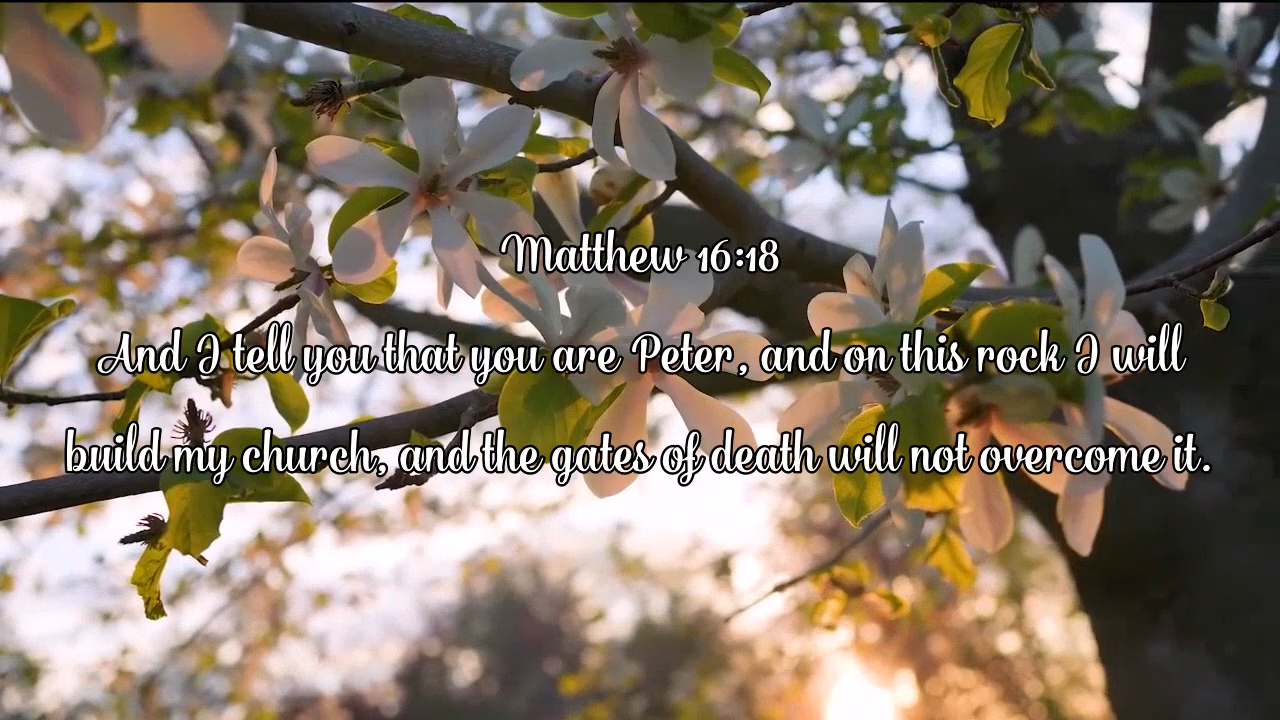 Matthew 16:18
And I tell you that you are Peter, and on this rock I will
build my church, and the gates of death will not overcome it.